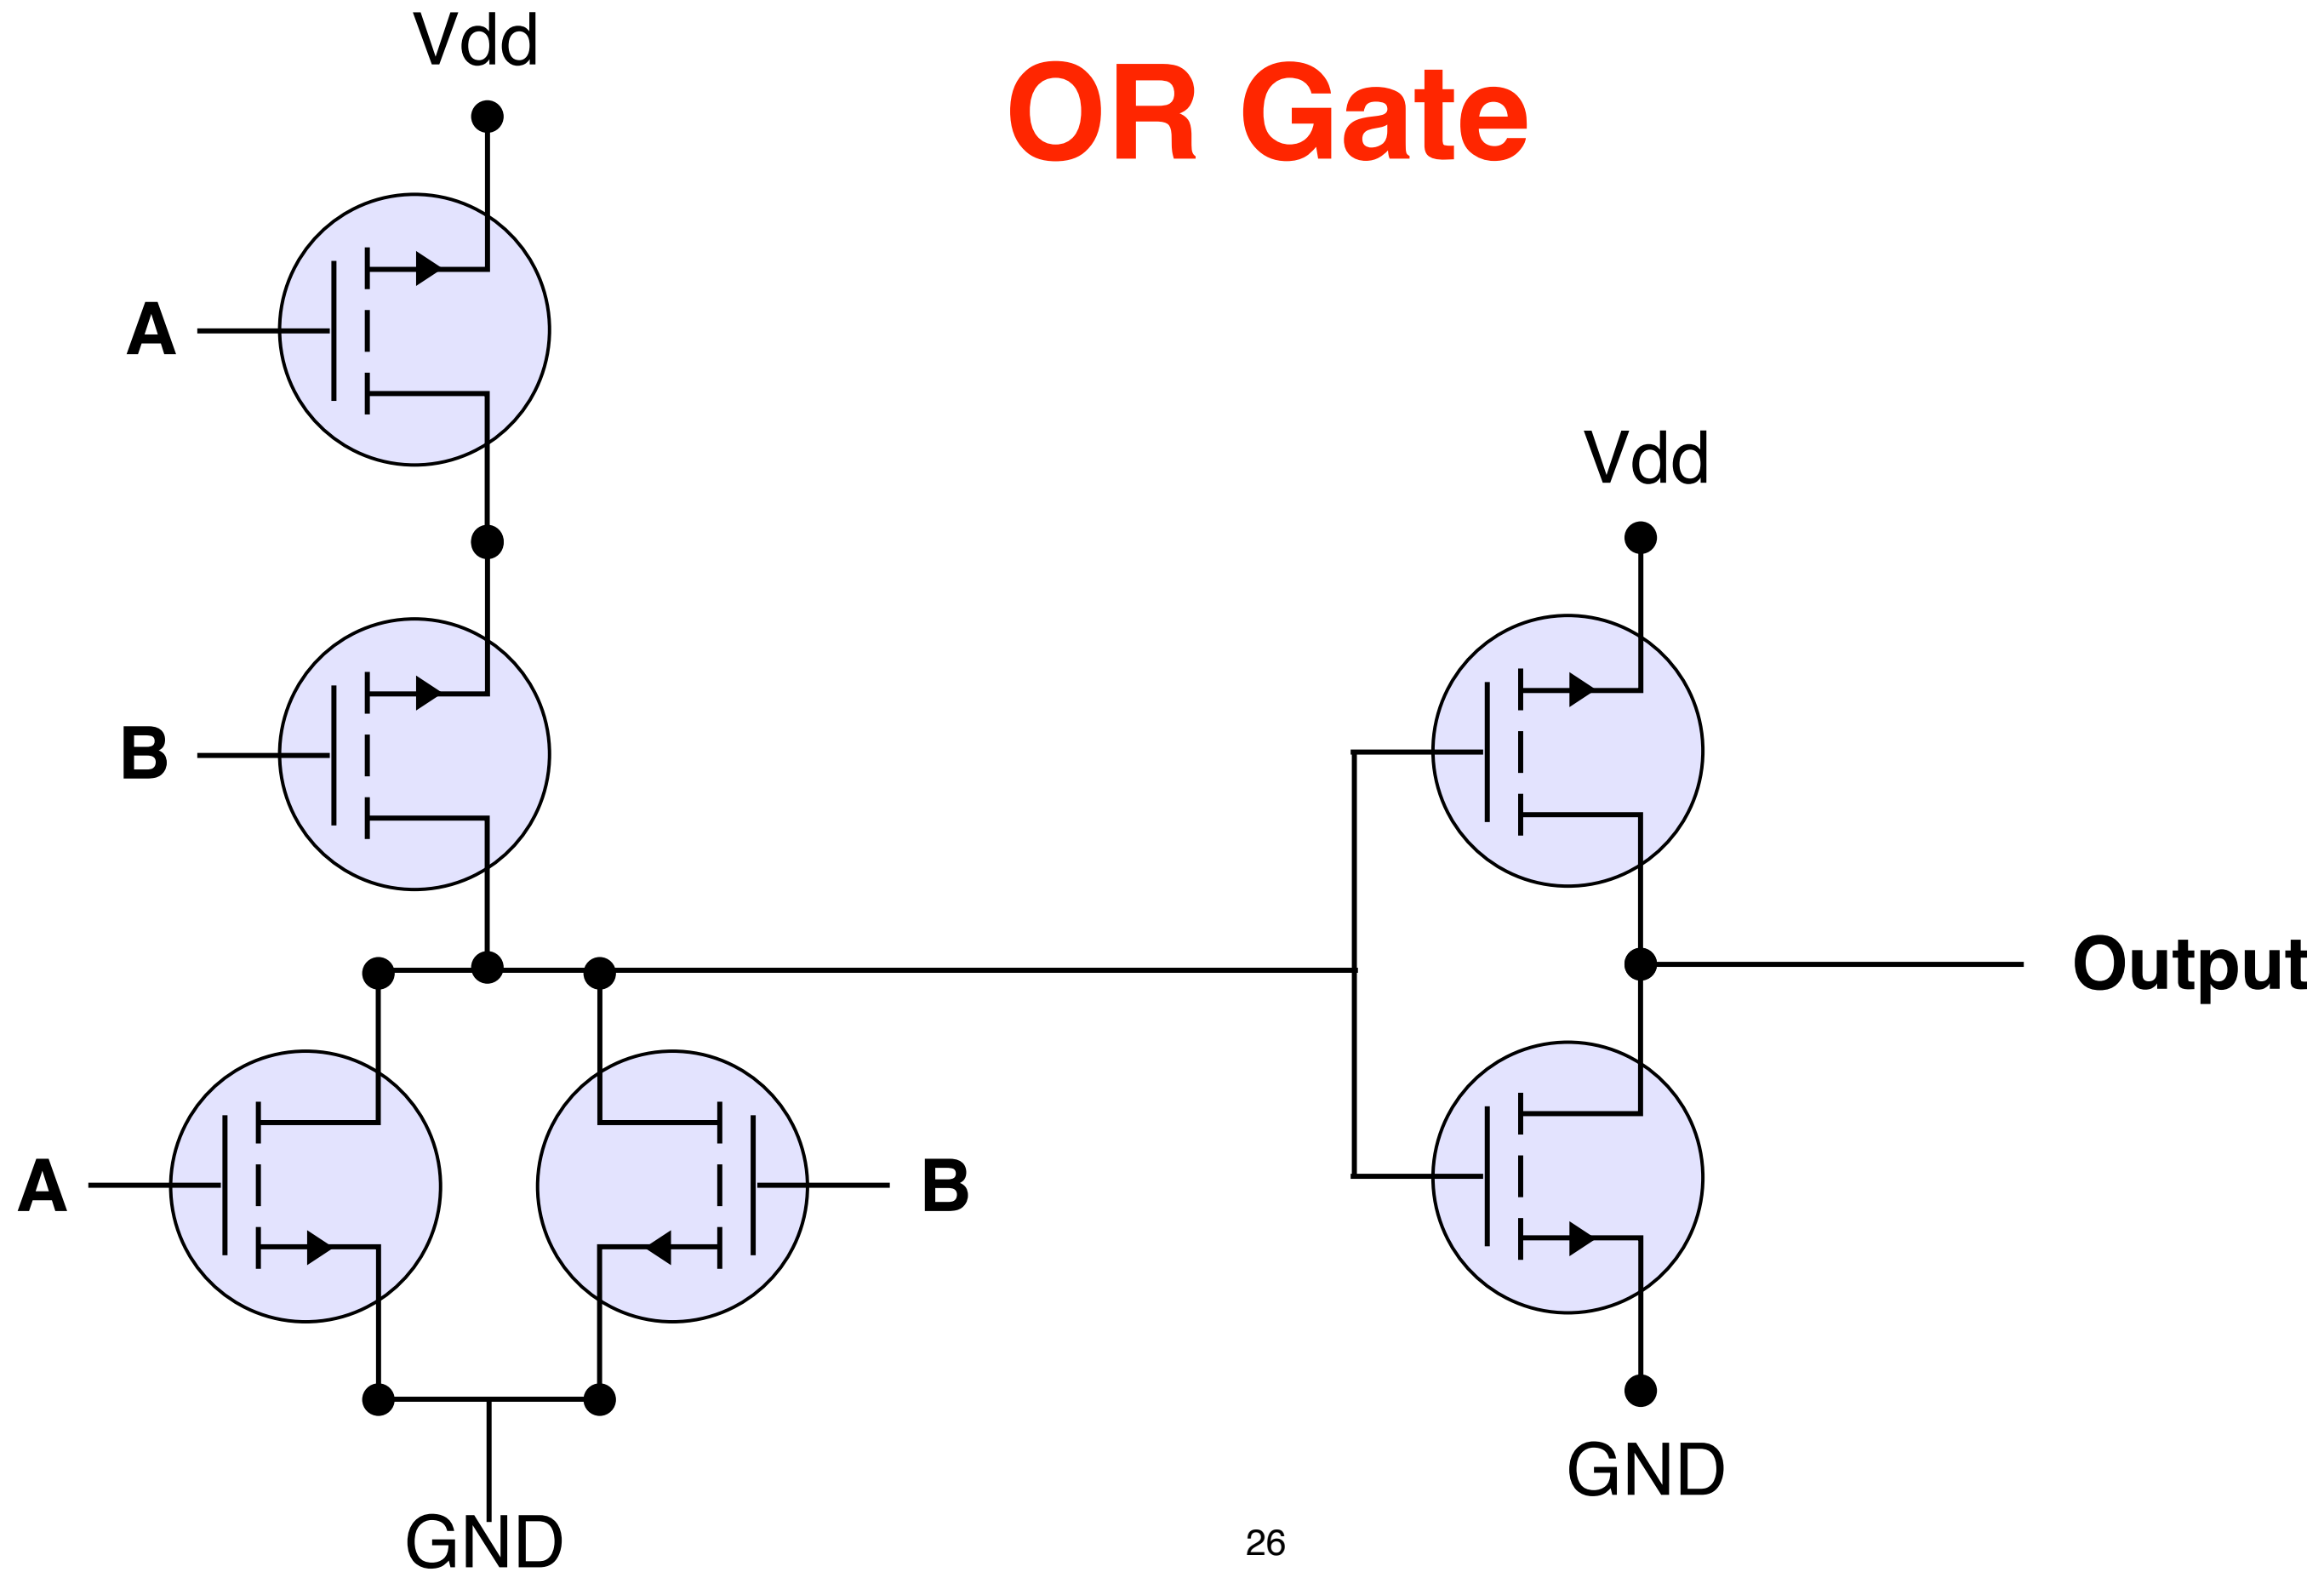 Vdd
OR Gate
A
Vdd
B
Output
A
B
GND
GND
26